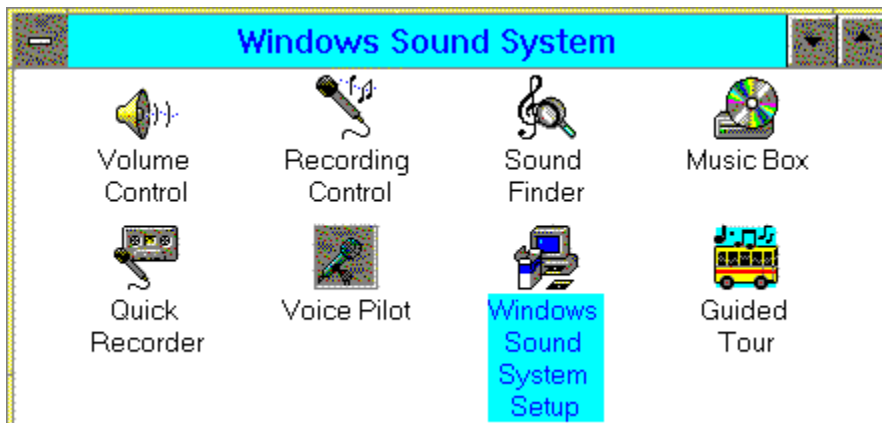 Windows Sound System
Volume
Control
Recording
Control
Sound
Finder
Music Box
Quick
Recorder
Voice Pilot
Windows
Sound
System
Setup
Guided
Tour